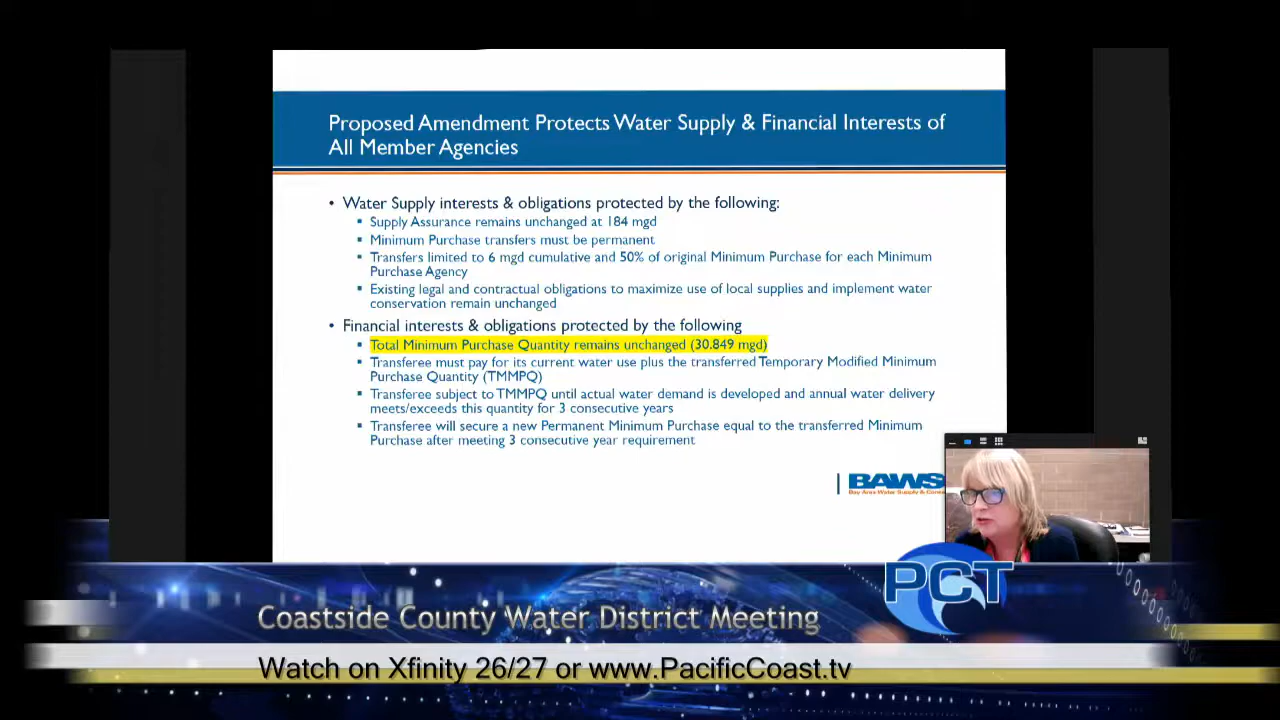 Proposed Amendment Protects Water Supply & Financial Interests of
All Member Agencies
• Water Supply interests & obligations protected by the following:
▪ Supply Assurance remains unchanged at 184 mgd
▪ Minimum Purchase transfers must be permanent
▪ Transfers limited to 6 mgd cumulative and 50% of original Minimum Purchase for each Minimum
Purchase Agency
▪ Existing legal and contractual obligations to maximize use of local supplies and implement water
conservation remain unchanged
• Financial interests & obligations protected by the following
▪ Total Minimum Purchase Quantity remains unchanged (30.849 mgd)
▪ Transferee must pay for its current water use plus the transferred Temporary Modified Minimum
Purchase Quantity (TMMPQ)
▪ Transferee subject to TMMPQ until actual water demand is developed and annual water delivery
meets/exceeds this quantity for 3 consecutive years
▪ Transferee will secure a new Permanent Minimum Purchase equal to the transferred Minimum
Purchase after meeting 3 consecutive year requirement
BAWS
Bay Area Water Supply & Conse
PCT
Coastside County Water District Meeting
Watch on Xfinity 26/27 or www.PacificCoast.tv